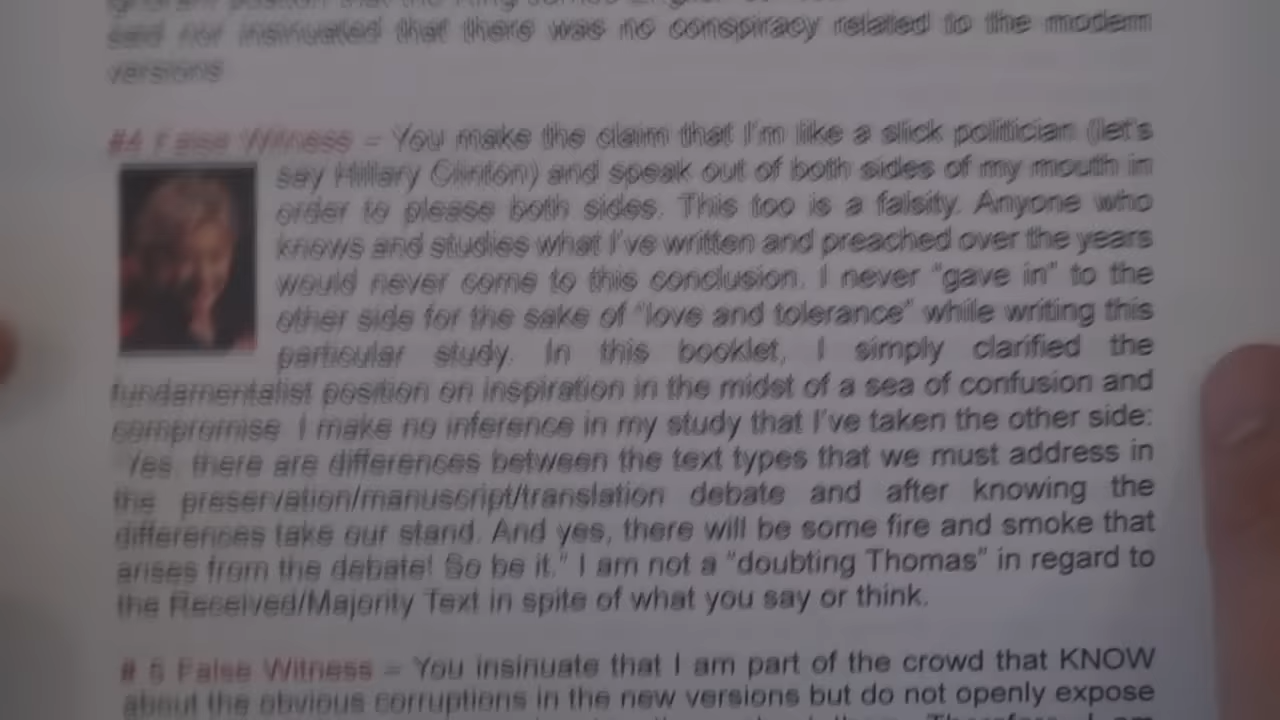 said nor insinuated that there was no conspiracy related to the modern
versions
#4 False Witness – You make the claim that I'm like a slick politician (let's
say Hillary Clinton) and speak out of both sides of my mouth in
order to please both sides. This too is a falsity. Anyone who
knows and studies what I've written and preached over the years
would never come to this conclusion. I never "gave in" to the
other side for the sake of "love and tolerance" while writing this
particular study. In this booklet, I simply clarified the
fundamentalist position on inspiration in the midst of a sea of confusion and
compromise. I make no inference in my study that I've taken the other side:
"Yes, there are differences between the text types that we must address in
the preservation/manuscript/translation debate and after knowing the
differences take our stand. And yes, there will be some fire and smoke that
arises from the debate! So be it." I am not a "doubting Thomas" in regard to
the Received/Majority Text in spite of what you say or think.
# 5 False Witness – You insinuate that I am part of the crowd that KNOW
about the obvious corruptions in the new versions but do not openly expose